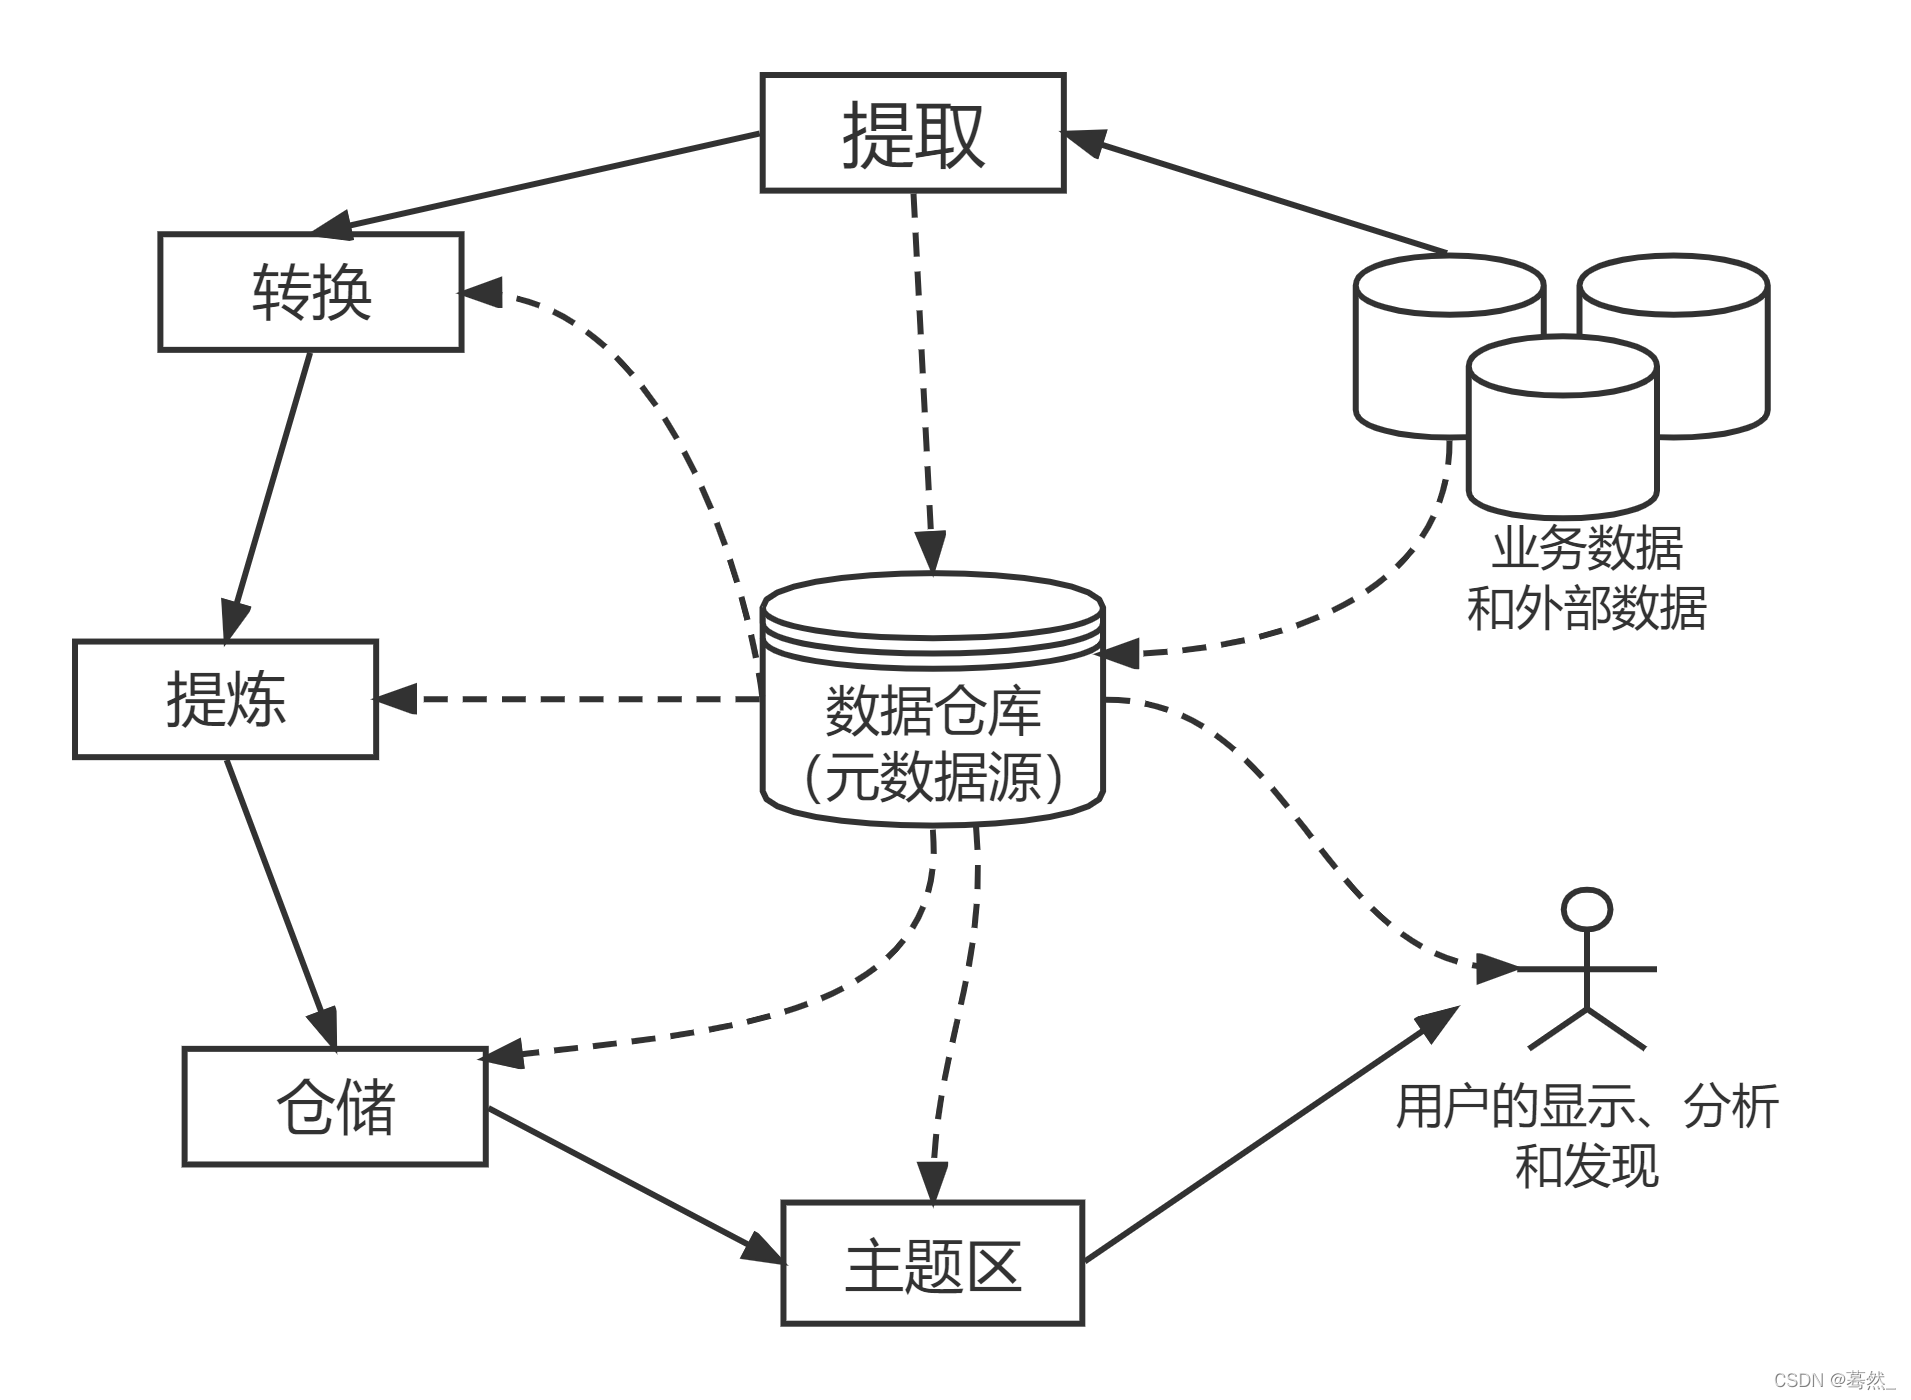 提取
转换
业务数据
和外部数据
提炼
数据仓库
（元数据源）
仓储
用户的显示、分析
和发现
主题区
CSDN @蓦然_